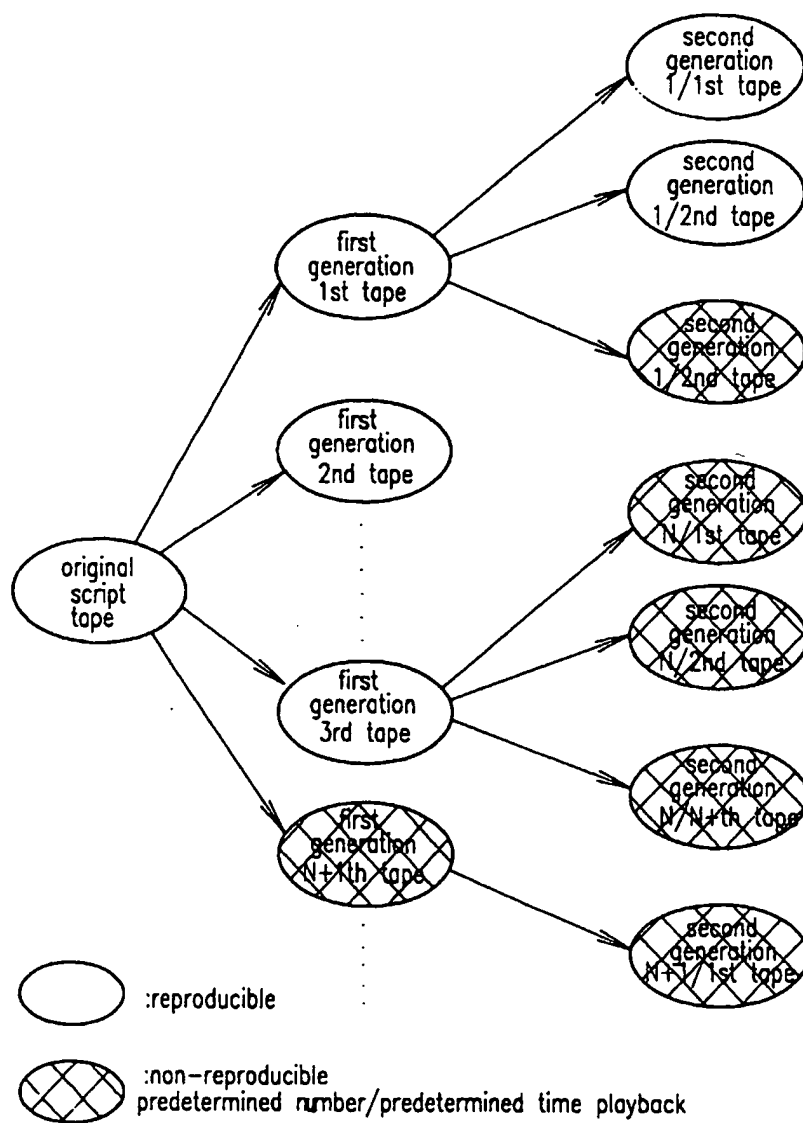 second
generation
1/1st tape
second
generation
1/2nd tape
first
generation
1st tape
second
generation
1/2nd tape
first
generation
2nd tape
second
generation
N/1st tape
original
script
tape
second
generation
N/2nd tape
first
generation
3rd tape
second
generation
N/N+th tape
first
generation
N+1th tape
second
generation
N+1/1st tape
:reproducible
:non-reproducible
predetermined number/predetermined time playback